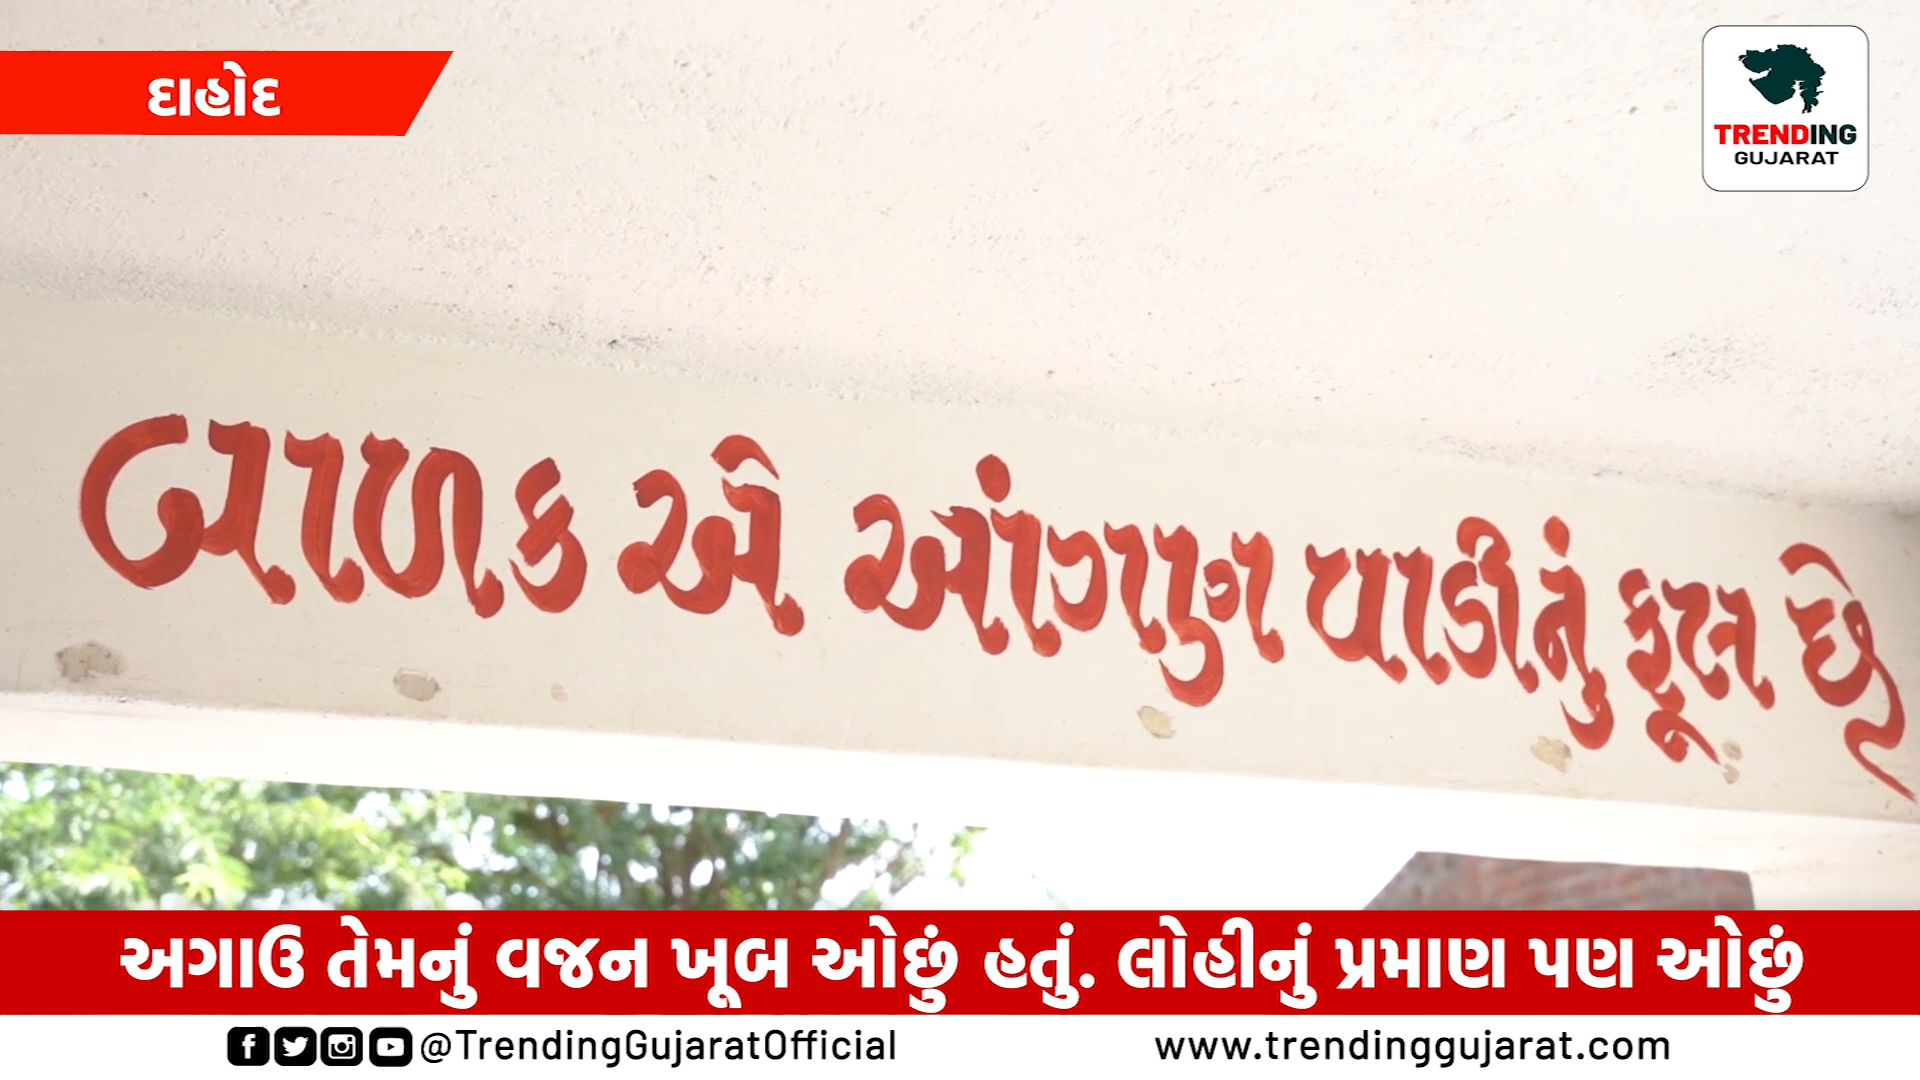 દાહોદ
TRENDING
GUJARAT
બાળક એ આંગણવાડીનું ફૂલ છે
અગાઉ તેમનું વજન ખૂબ ઓછું હતું. લોહીનું પ્રમાણ પણ ઓછું
@TrendingGujaratOfficial
www.trendinggujarat.com